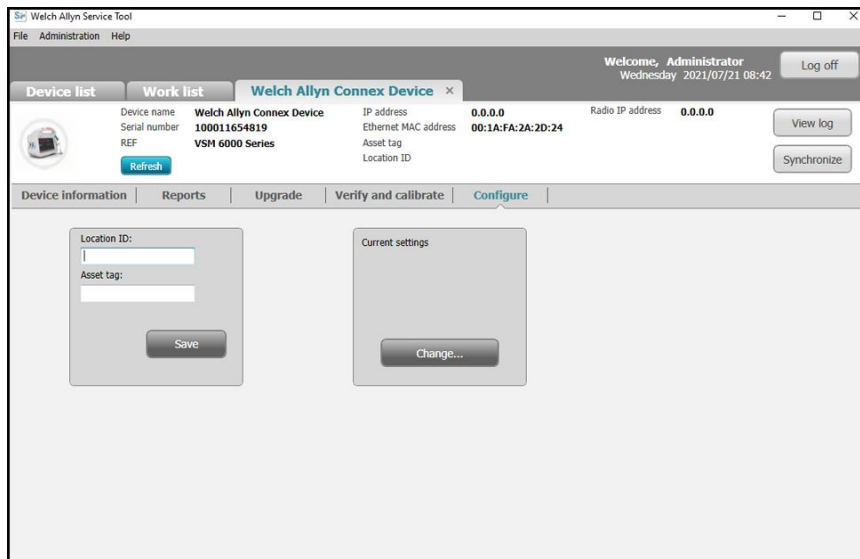 Welch Allyn Service Tool
File Administration Help
Welcome, Administrator
Wednesday 2021/07/21 08:42
Log off
Device list Work list Welch Allyn Connex Device ×
Device name Welch Allyn Connex Device IP address 0.0.0.0 Radio IP address 0.0.0.0
Serial number 100011654819 Ethernet MAC address 00:1A:FA:2A:2D:24
REF VSM 6000 Series Asset tag
Location ID
Refresh
View log
Synchronize
Device information Reports Upgrade Verify and calibrate Configure
Location ID:
Asset tag:
Save
Current settings
Change...